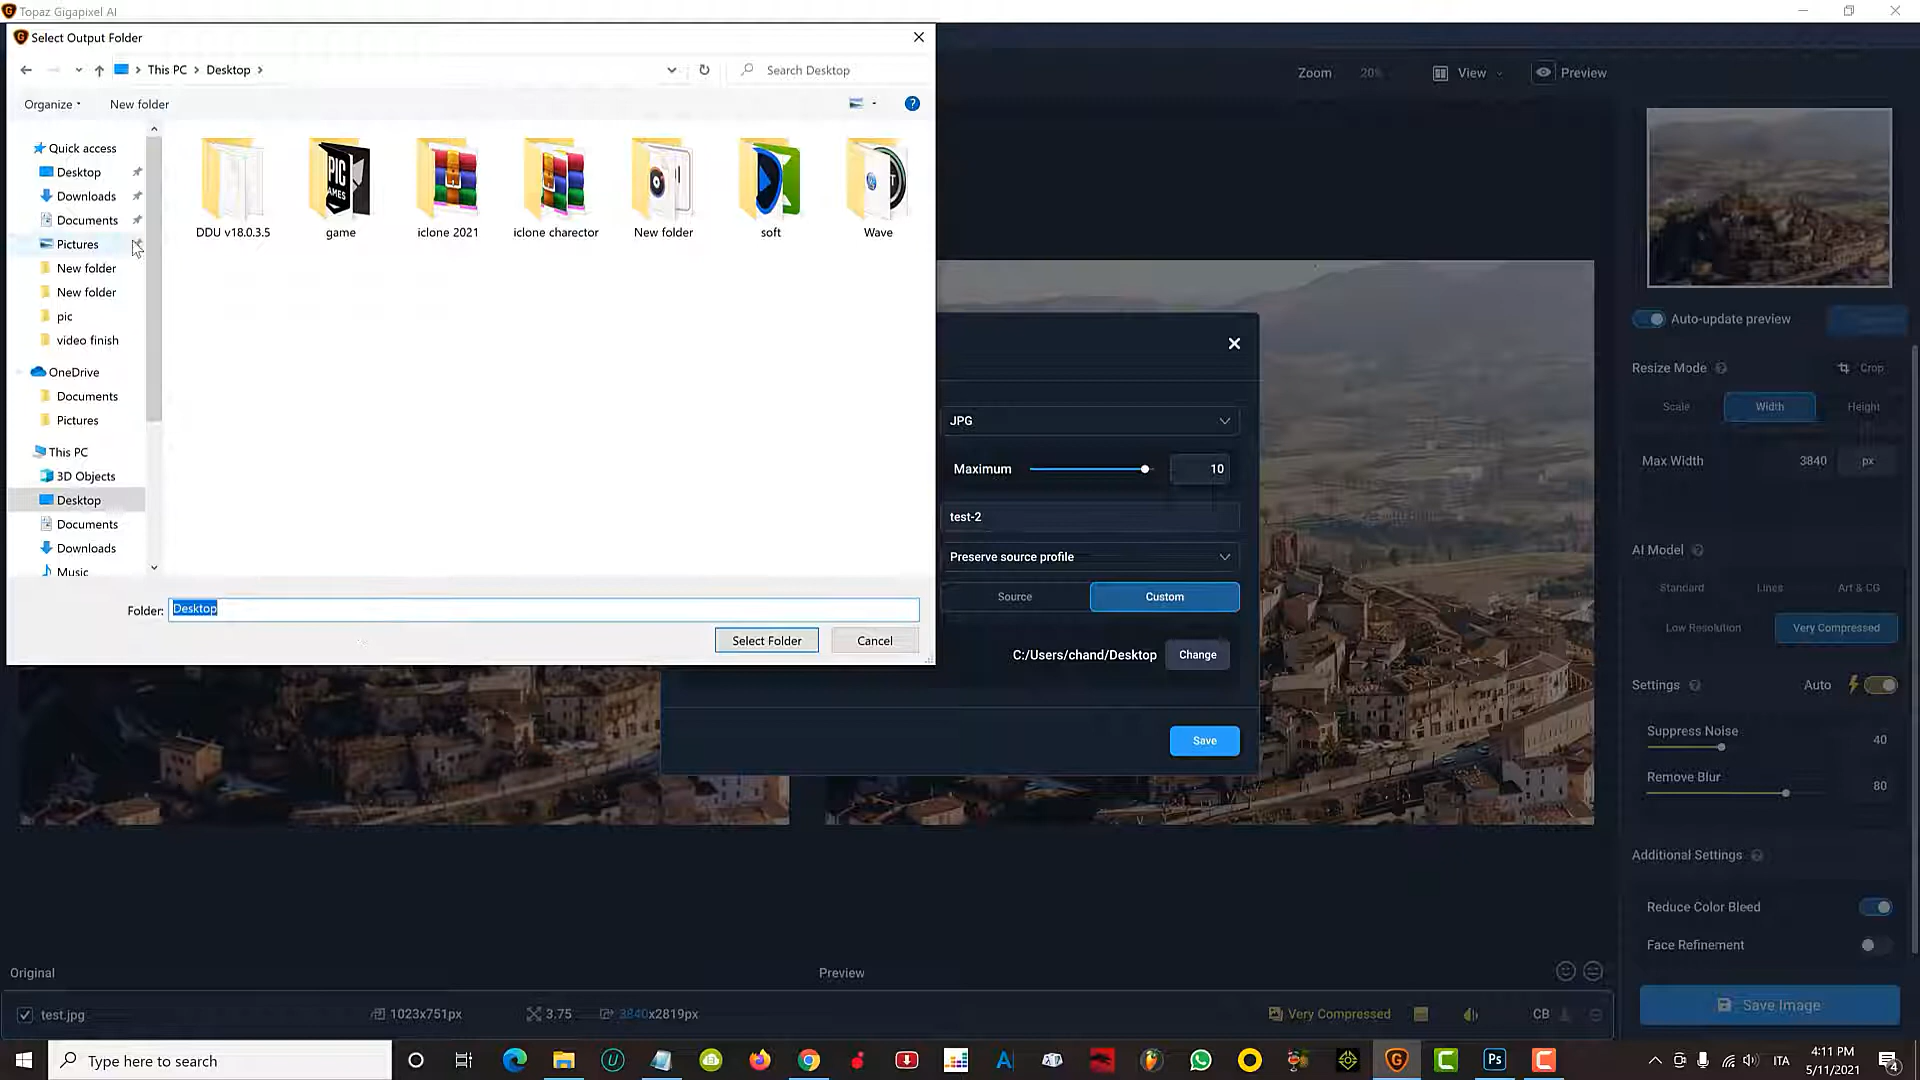 Topaz Gigapixel AI
Select Output Folder
This PC > Desktop >
Search Desktop
Organize
New folder
Quick access
Desktop
Downloads
Documents
Pictures
New folder
New folder
pic
video finish
OneDrive
Documents
Pictures
This PC
3D Objects
Desktop
Documents
Downloads
Music
PIC
AMES
DDU v18.0.3.5
game
iclone 2021
iclone charector
New folder
soft
Wave
Folder: Desktop
Select Folder
Cancel
Zoom
20%
View
Preview
JPG
Maximum
10
test-2
Preserve source profile
Source
Custom
C:/Users/chand/Desktop
Change
Save
Auto-update preview
Resize Mode
Crop
Scale
Width
Height
Max Width
3840
px
AI Model
Standard
Lines
Art & CG
Low Resolution
Very Compressed
Settings
Auto
Suppress Noise
40
Remove Blur
80
Additional Settings
Reduce Color Bleed
Face Refinement
Save Image
Original
Preview
test.jpg
1023x751px
3.75
3840x2819px
Very Compressed
CB
Type here to search
ITA
4:11 PM
5/11/2021
4